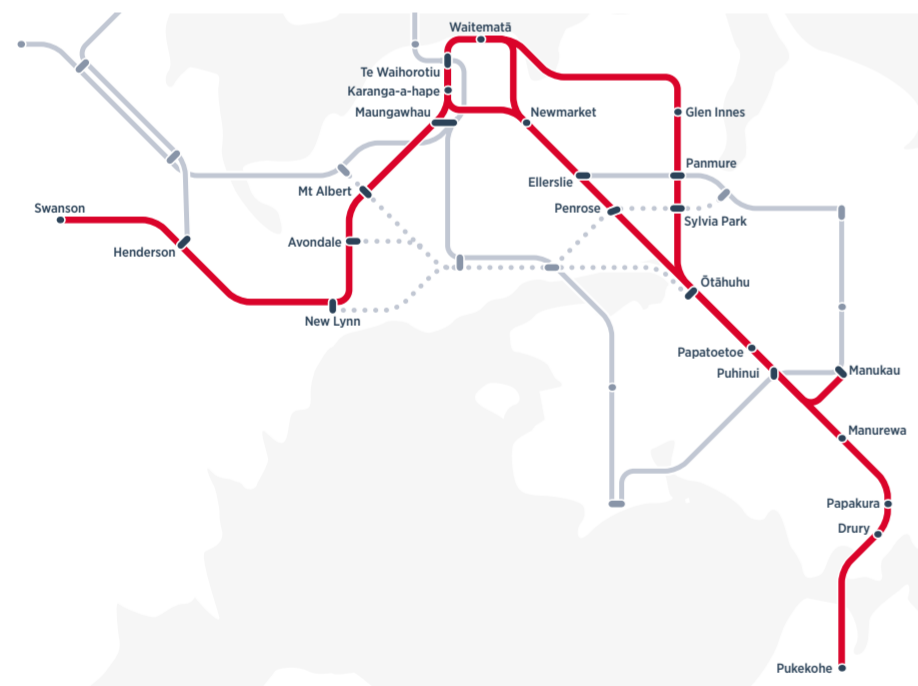 Waitematā
Te Waihorotiu
Karanga-a-hape
Maungawhau
Newmarket
Glen Innes
Panmure
Ellerslie
Mt Albert
Penrose
Swanson
Sylvia Park
Avondale
Henderson
Ōtāhuhu
New Lynn
Papatoetoe
Puhinui
Manukau
Manurewa
Papakura
Drury
Pukekohe